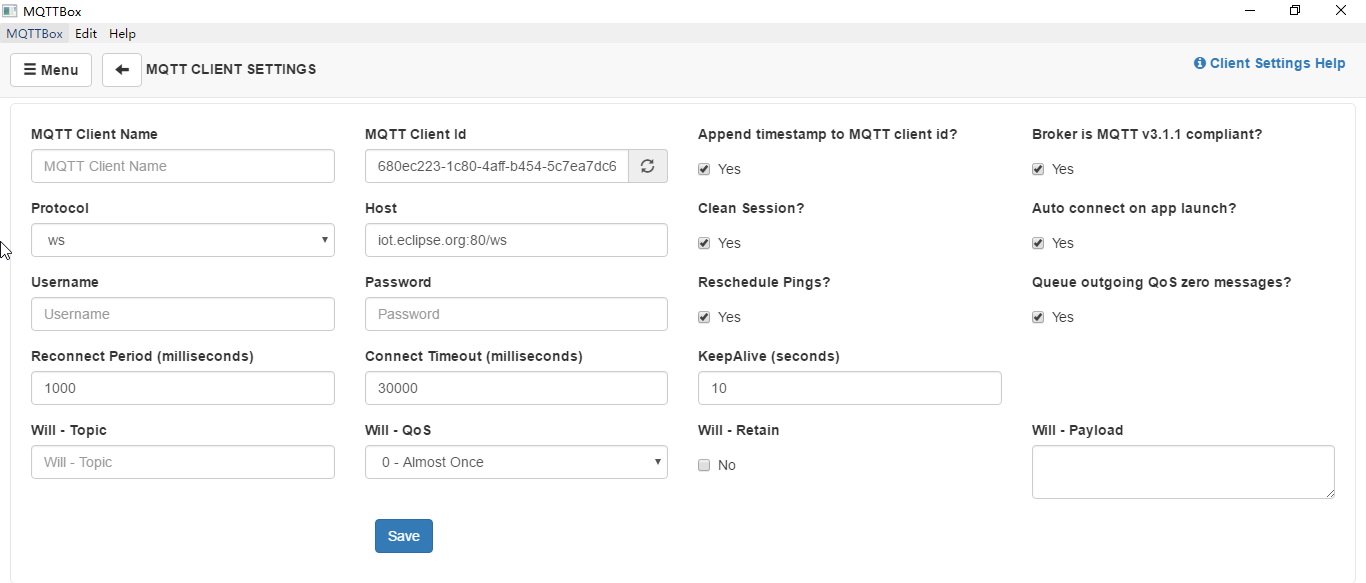 MQTTBox
MQTTBox Edit Help
Menu MQTT CLIENT SETTINGS Client Settings Help
MQTT Client Name MQTT Client Id Append timestamp to MQTT client id? Broker is MQTT v3.1.1 compliant?
MQTT Client Name 680ec223-1c80-4aff-b454-5c7ea7dc6 Yes Yes
Protocol Host Clean Session? Auto connect on app launch?
ws iot.eclipse.org:80/ws Yes Yes
Username Password Reschedule Pings? Queue outgoing QoS zero messages?
Username Password Yes Yes
Reconnect Period (milliseconds) Connect Timeout (milliseconds) KeepAlive (seconds)
1000 30000 10
Will - Topic Will - QoS Will - Retain Will - Payload
Will - Topic 0 - Almost Once No
Save